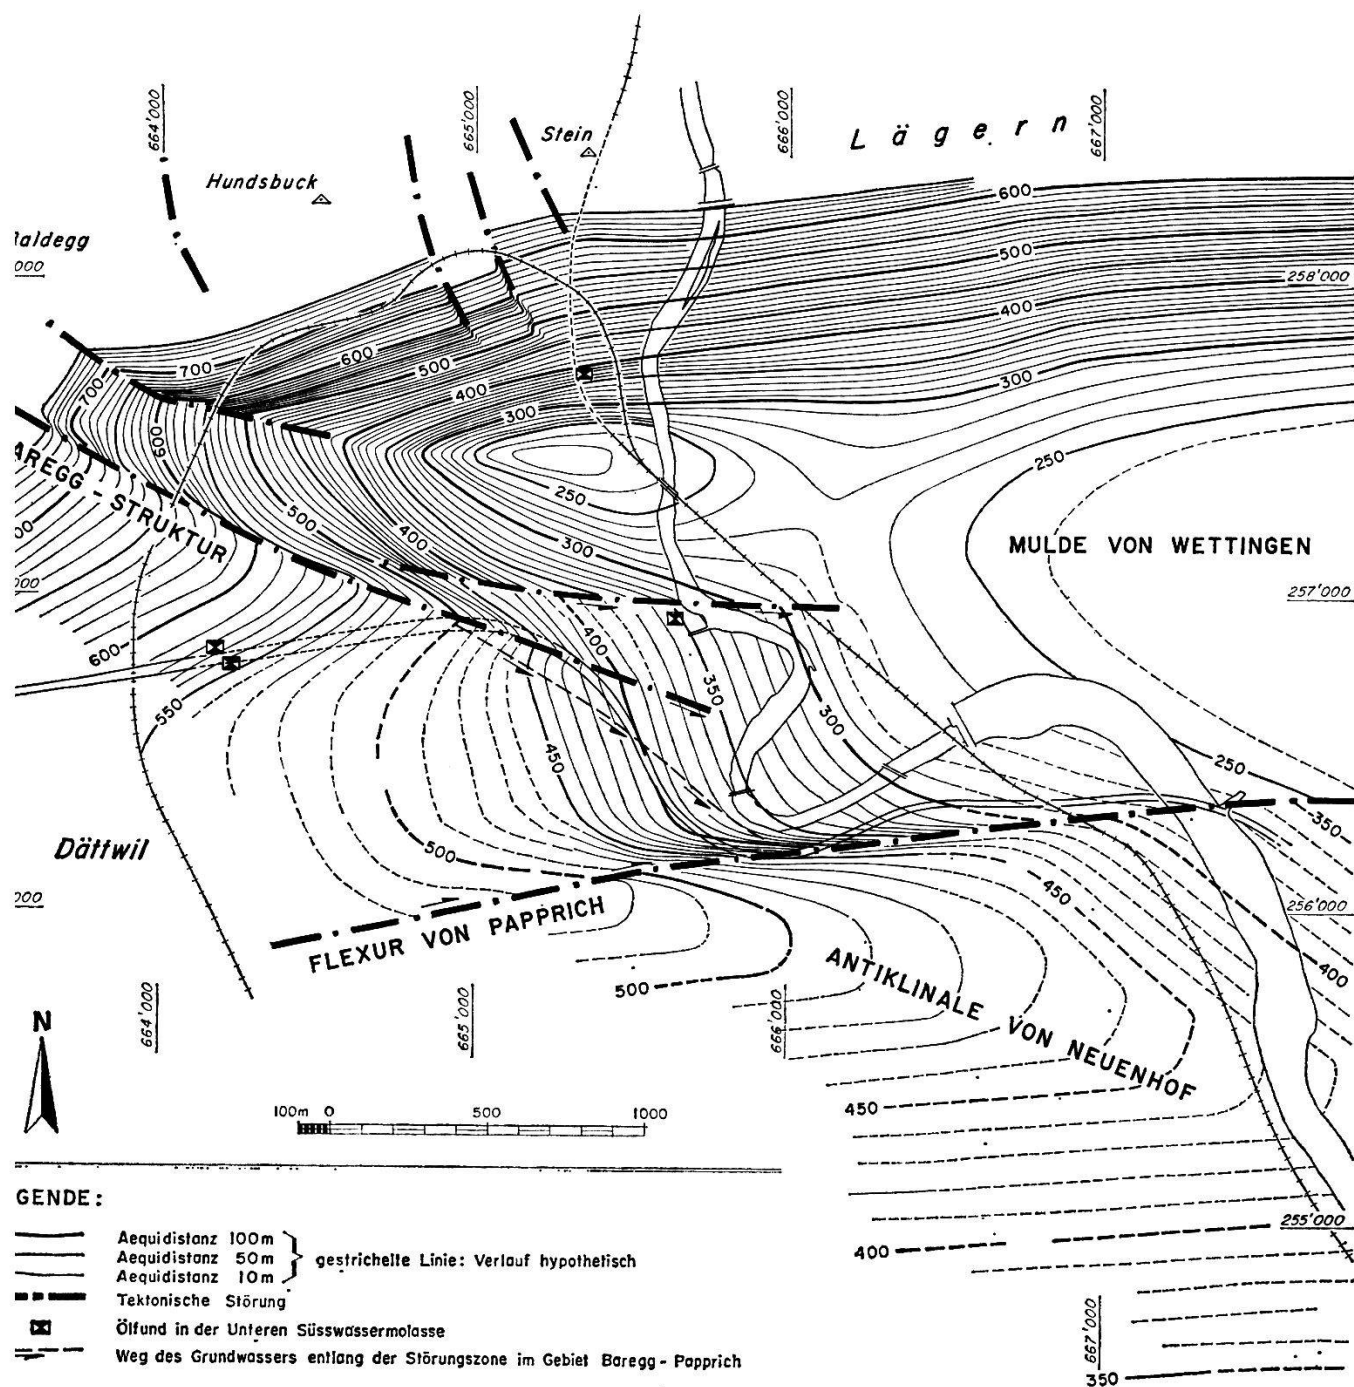 664'000
665'000
666'000
667'000
Stein
Lägern
Hundsbuck
600
aldegg
000
500
258'000
400
700
600
500
700
400
300
300
600
250
250
AREGG - STRUKTUR
500
400
300
00
MULDE VON WETTINGEN
000
257'000
400
600
350
300
550
450
250
350
Dättwil
500
450
000
256'000
FLEXUR VON PAPPRICH
500
ANTIKLINALE VON NEUENHOF
400
664'000
665'000
666'000
N
450
100m 0 500 1000
255'000
400
667'000
350
GENDE:
Aequidistanz 100m
Aequidistanz 50m
Aequidistanz 10m
gestrichelte Linie: Verlauf hypothetisch
Tektonische Störung
Ölfund in der Unteren Süsswassermolasse
Weg des Grundwassers entlang der Störungszone im Gebiet Baregg - Papprich